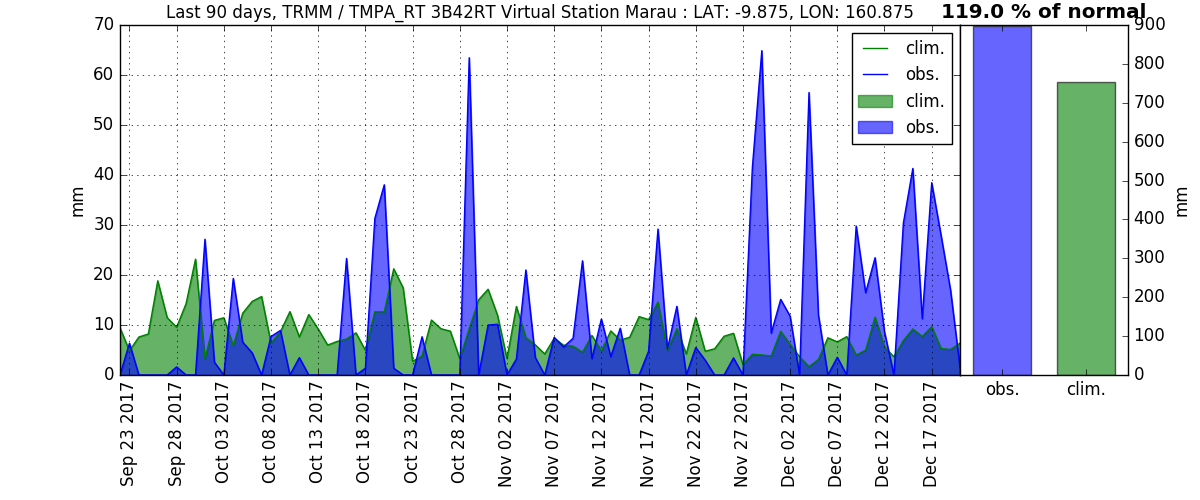 Last 90 days, TRMM / TMPA_RT 3B42RT Virtual Station Marau : LAT: -9.875, LON: 160.875
119.0 % of normal
70
60
50
40
30
20
10
0
mm
clim.
obs.
clim.
obs.
Sep 23 2017
Sep 28 2017
Oct 03 2017
Oct 08 2017
Oct 13 2017
Oct 18 2017
Oct 23 2017
Oct 28 2017
Nov 02 2017
Nov 07 2017
Nov 12 2017
Nov 17 2017
Nov 22 2017
Nov 27 2017
Dec 02 2017
Dec 07 2017
Dec 12 2017
Dec 17 2017
900
800
700
600
500
400
300
200
100
0
mm
obs. clim.